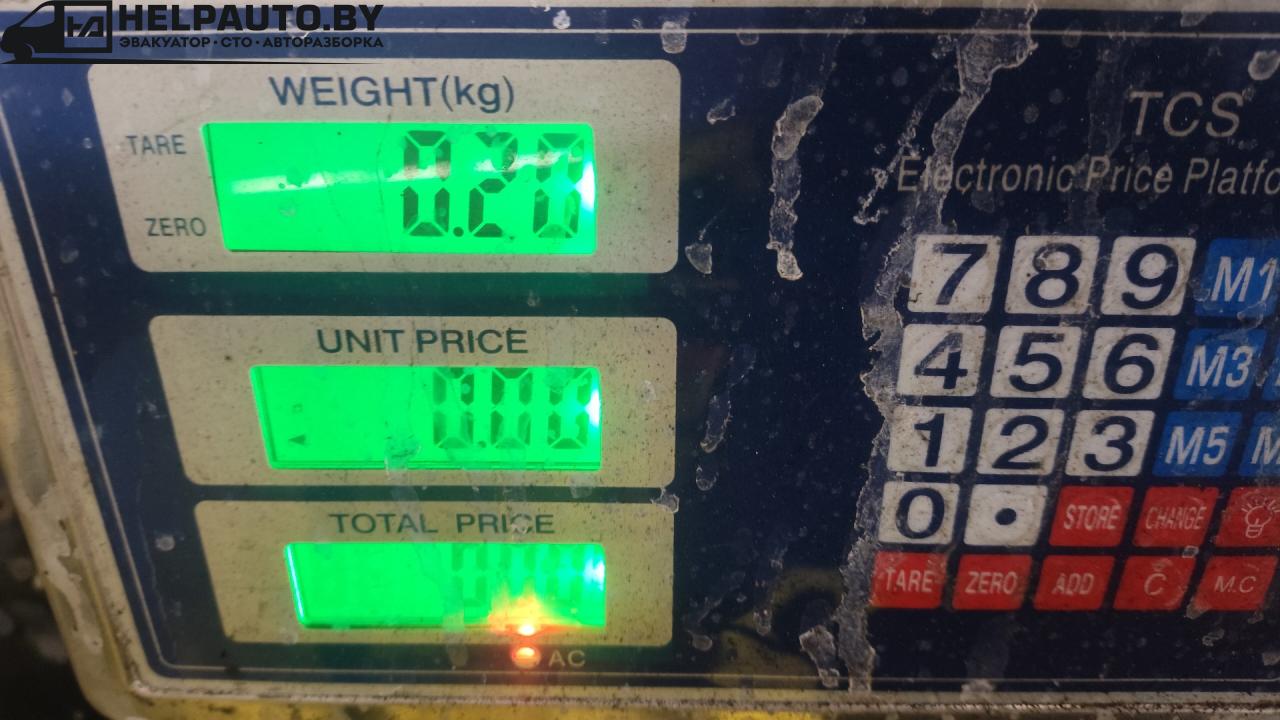 HELPAUTO.BY
ЭВАКУАТОР · СТО · АВТОРАЗБОРКА
WEIGHT(kg)
TARE
0.20
ZERO
UNIT PRICE
0.00
TOTAL PRICE
AC
TCS
Electronic Price
7 8 9 M1
4 5 6 M3
1 2 3 M5
0 • STORE CHANGE
TARE ZERO ADD C M.C